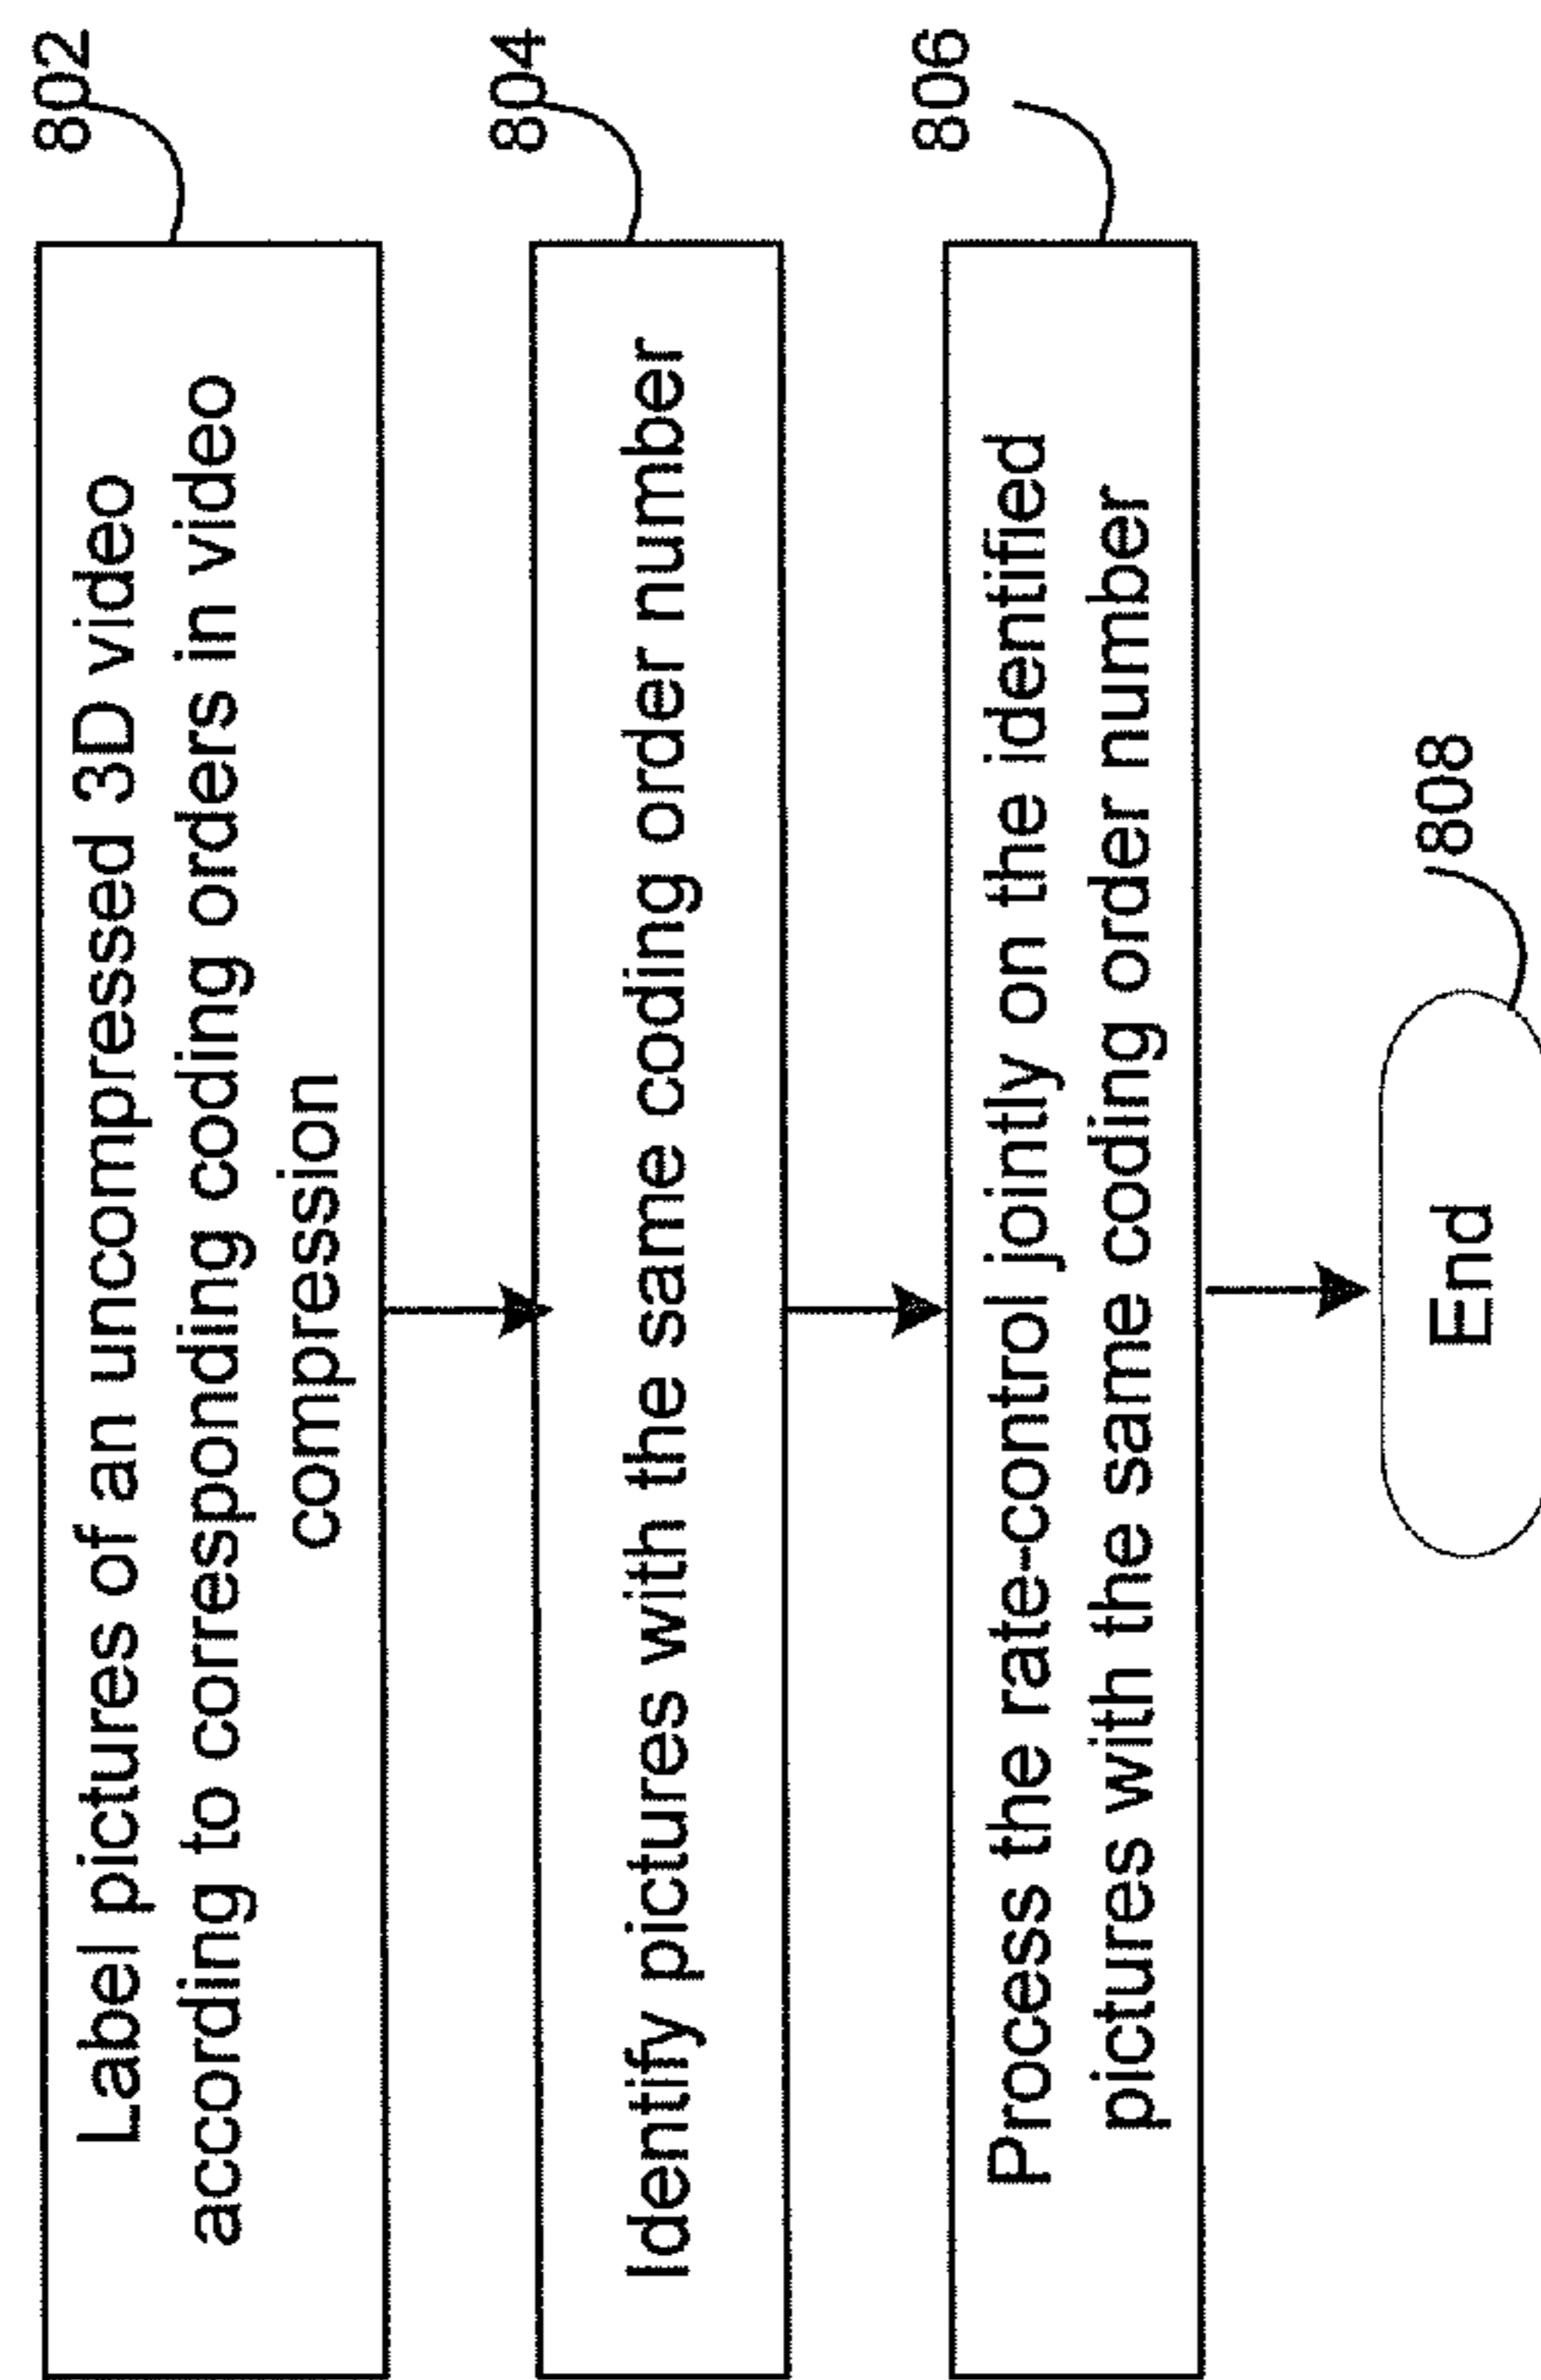 802
Label pictures of an uncompressed 3D video
according to corresponding coding orders in video
compression
804
Identify pictures with the same coding order number
806
Process the rate-control jointly on the identified
pictures with the same coding order number
808
End